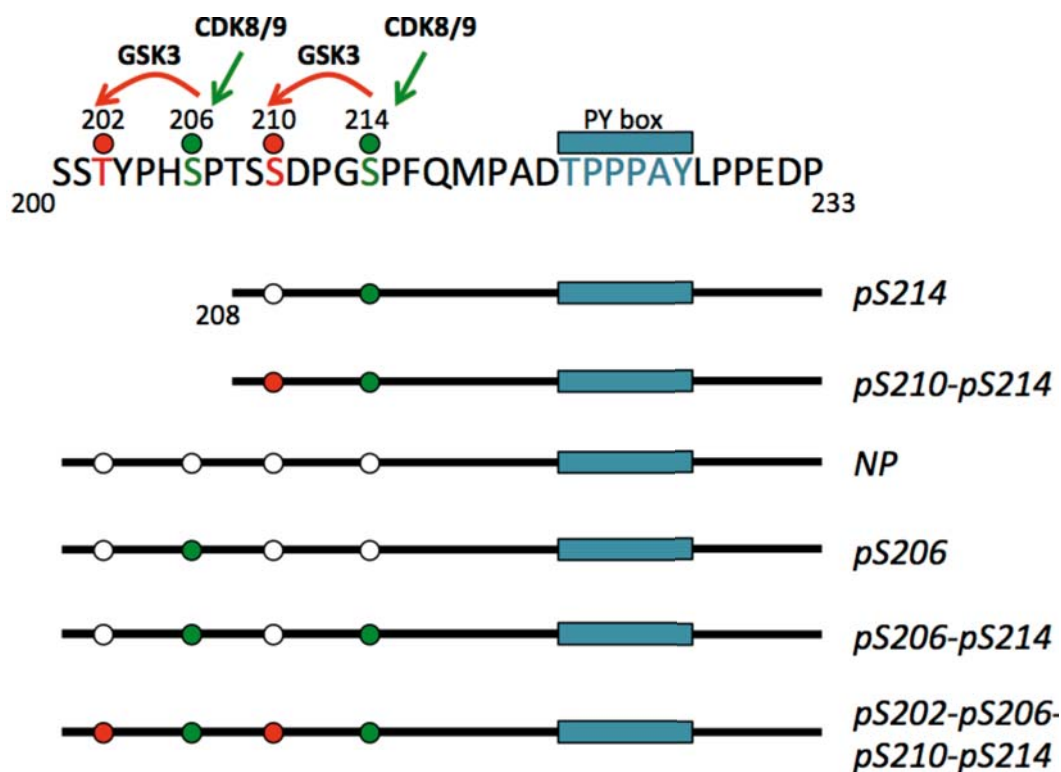 CDK8/9 CDK8/9
GSK3 GSK3
202 206 210 214 PY box
SSTYPHSPTSSDPGSPFQMPADTPPPAYLPPEDP
200 233
pS214
208
pS210-pS214
NP
pS206
pS206-pS214
pS202-pS206-
pS210-pS214